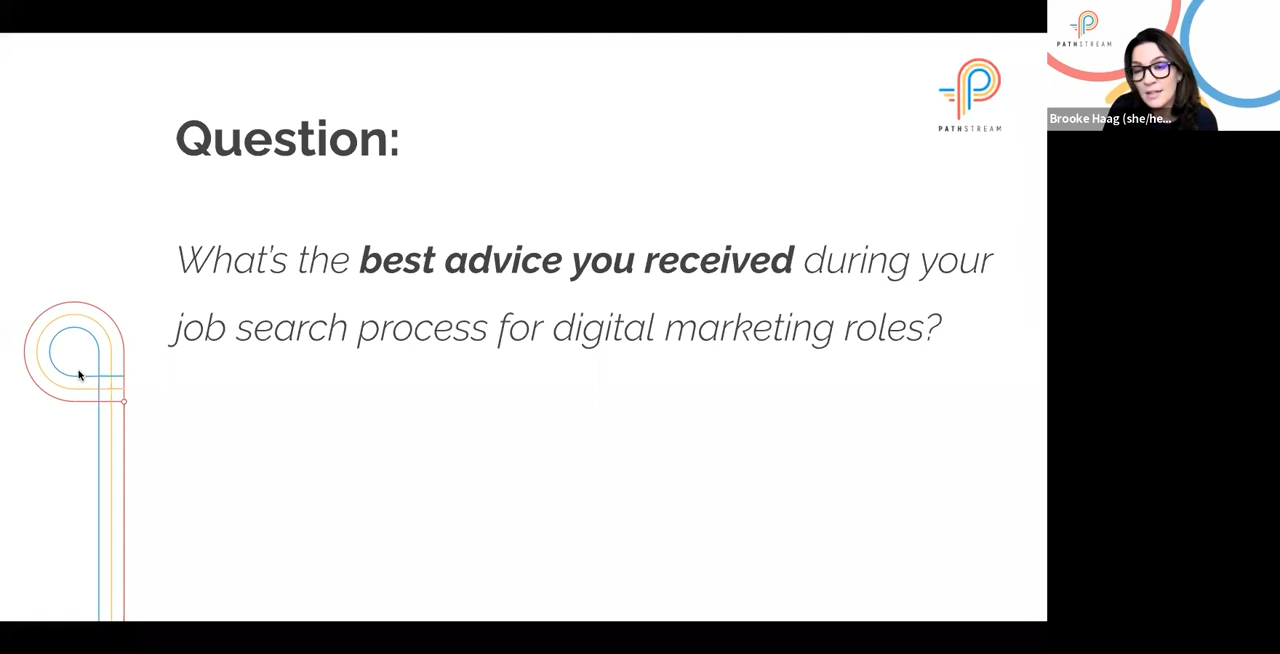 PATHSTREAM
Question:
What's the best advice you received during your
job search process for digital marketing roles?
PATHSTREAM
Brooke Haag (she/he...